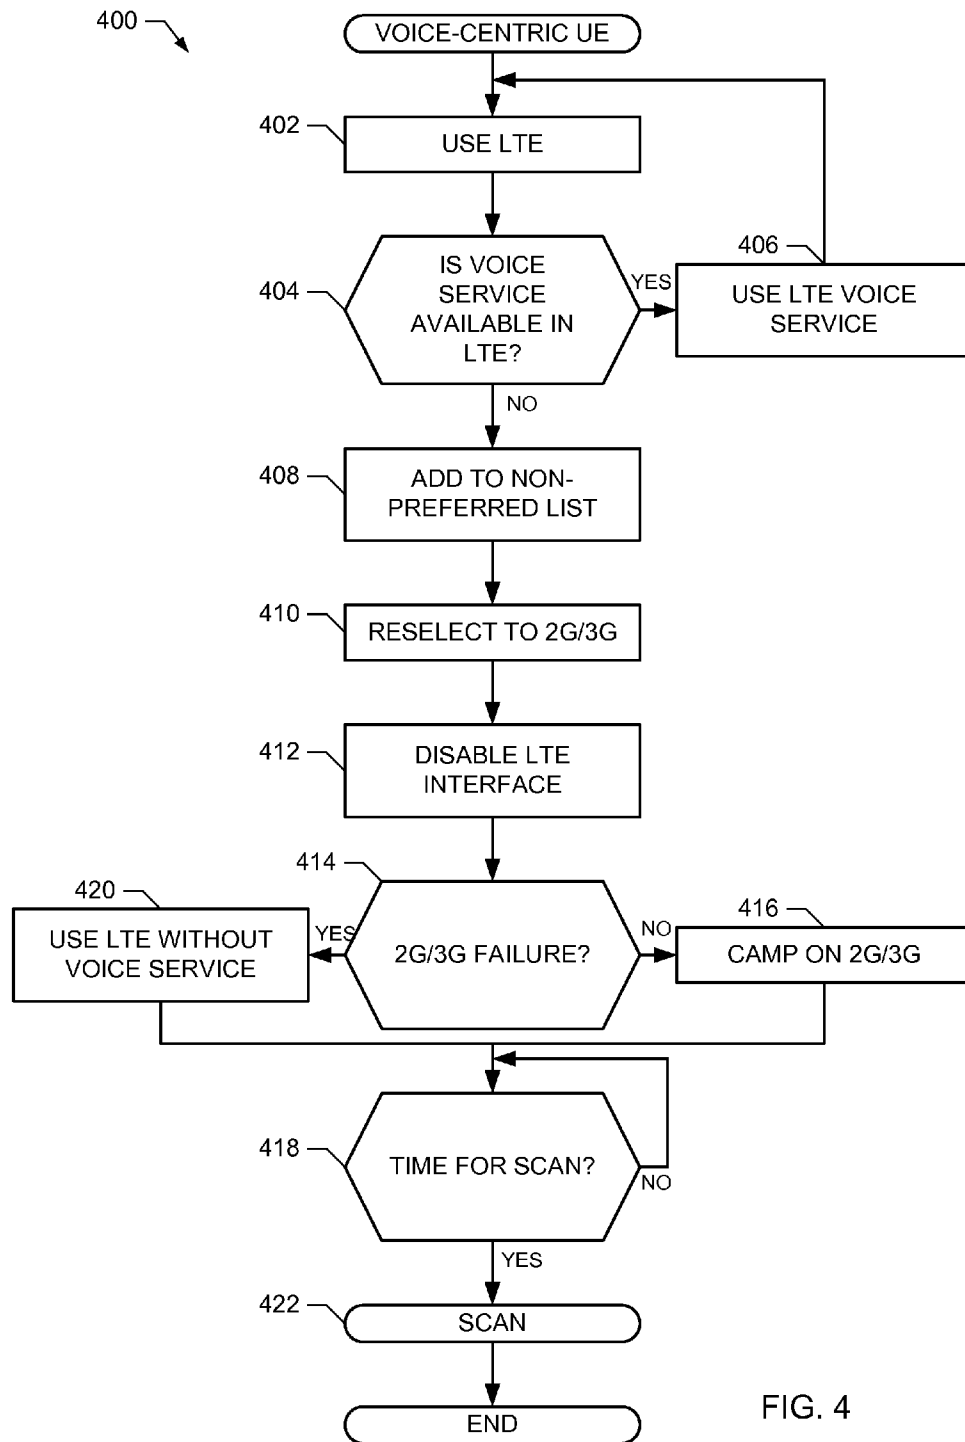 400
VOICE-CENTRIC UE
402
USE LTE
404
IS VOICE
SERVICE
AVAILABLE IN
LTE?
YES
406
USE LTE VOICE
SERVICE
NO
408
ADD TO NON-
PREFERRED LIST
410
RESELECT TO 2G/3G
412
DISABLE LTE
INTERFACE
414
2G/3G FAILURE?
YES
420
USE LTE WITHOUT
VOICE SERVICE
NO
416
CAMP ON 2G/3G
418
TIME FOR SCAN?
NO
YES
422
SCAN
END
FIG. 4